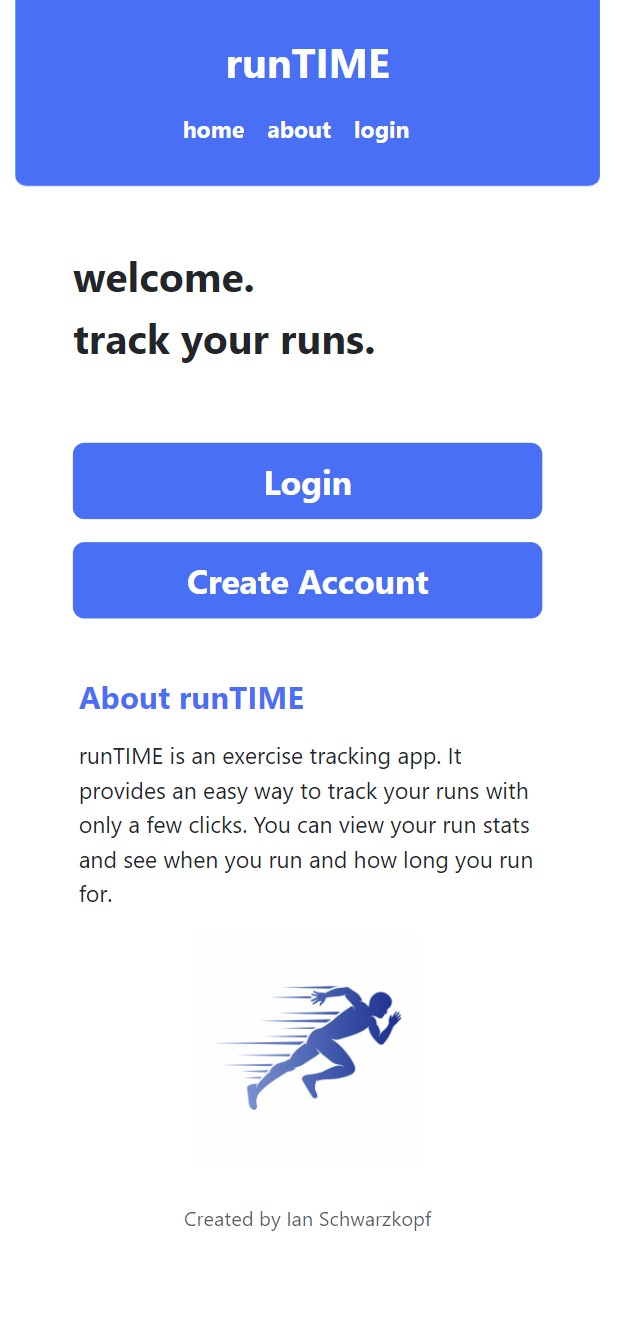 runTIME
home about login
welcome.
track your runs.
Login
Create Account
About runTIME
runTIME is an exercise tracking app. It
provides an easy way to track your runs with
only a few clicks. You can view your run stats
and see when you run and how long you run
for.
Created by Ian Schwarzkopf